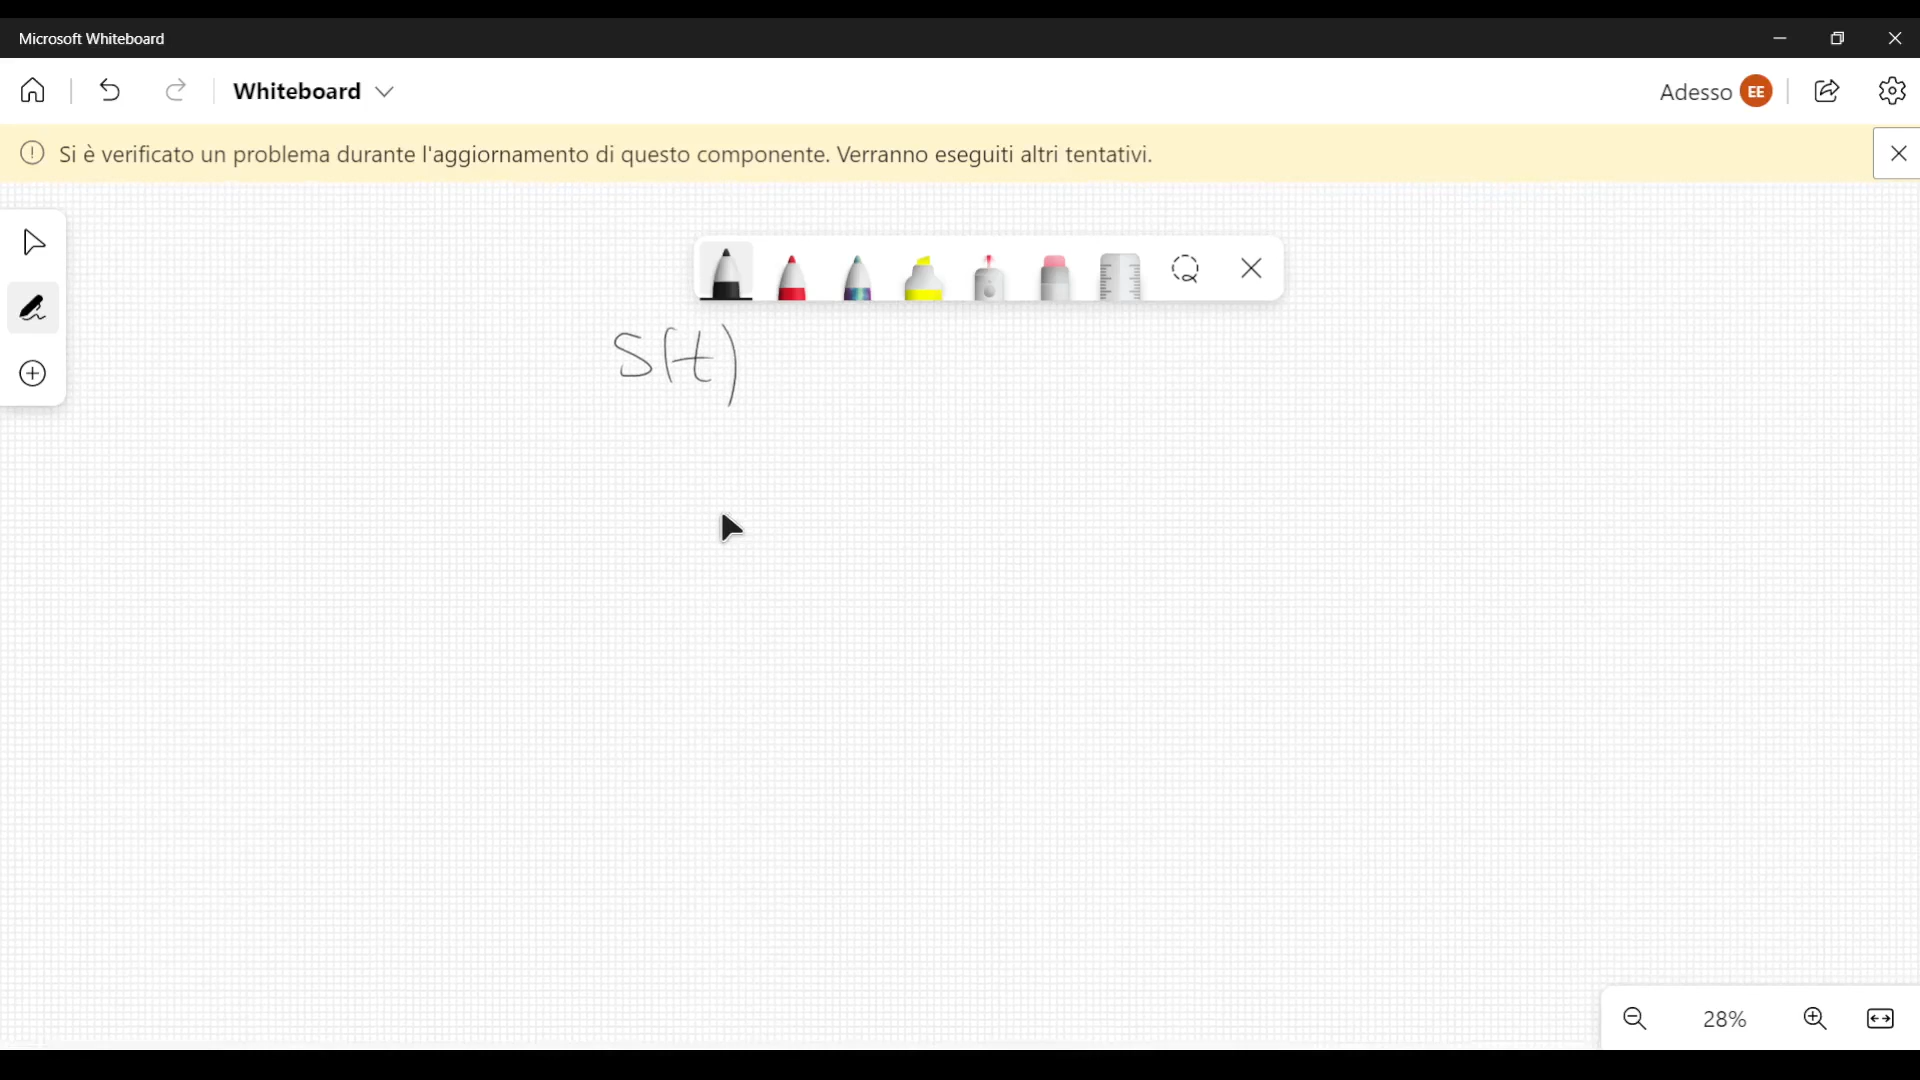 Microsoft Whiteboard
Whiteboard
Adesso EE
Si è verificato un problema durante l'aggiornamento di questo componente. Verranno eseguiti altri tentativi.
s(t)
28%